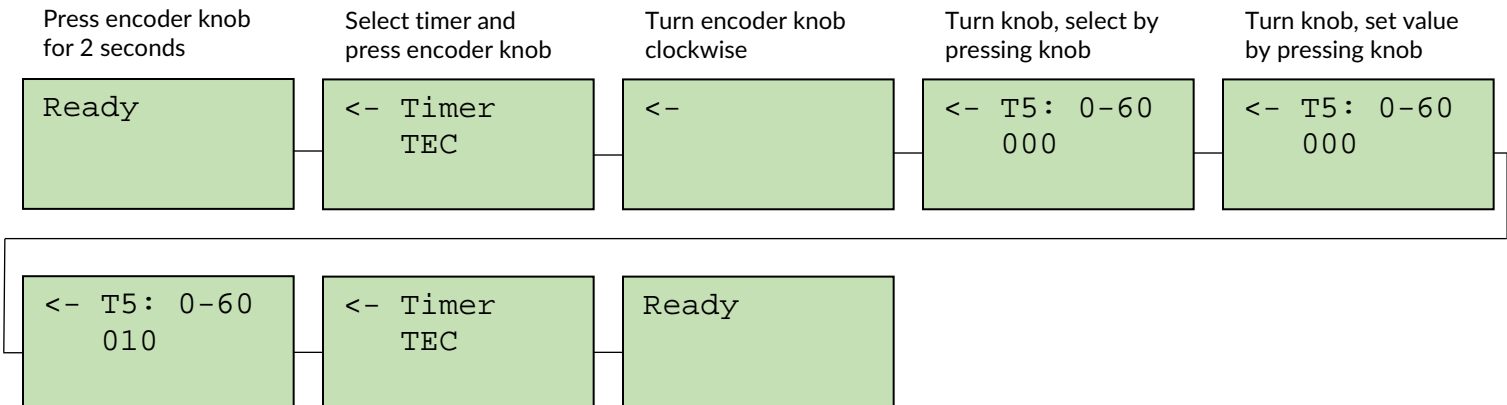 Press encoder knob
for 2 seconds
Select timer and
press encoder knob
Turn encoder knob
clockwise
Turn knob, select by
pressing knob
Turn knob, set value
by pressing knob
Ready
<- Timer
TEC
<-
<- T5: 0-60
000
<- T5: 0-60
000
<- T5: 0-60
010
<- Timer
TEC
Ready